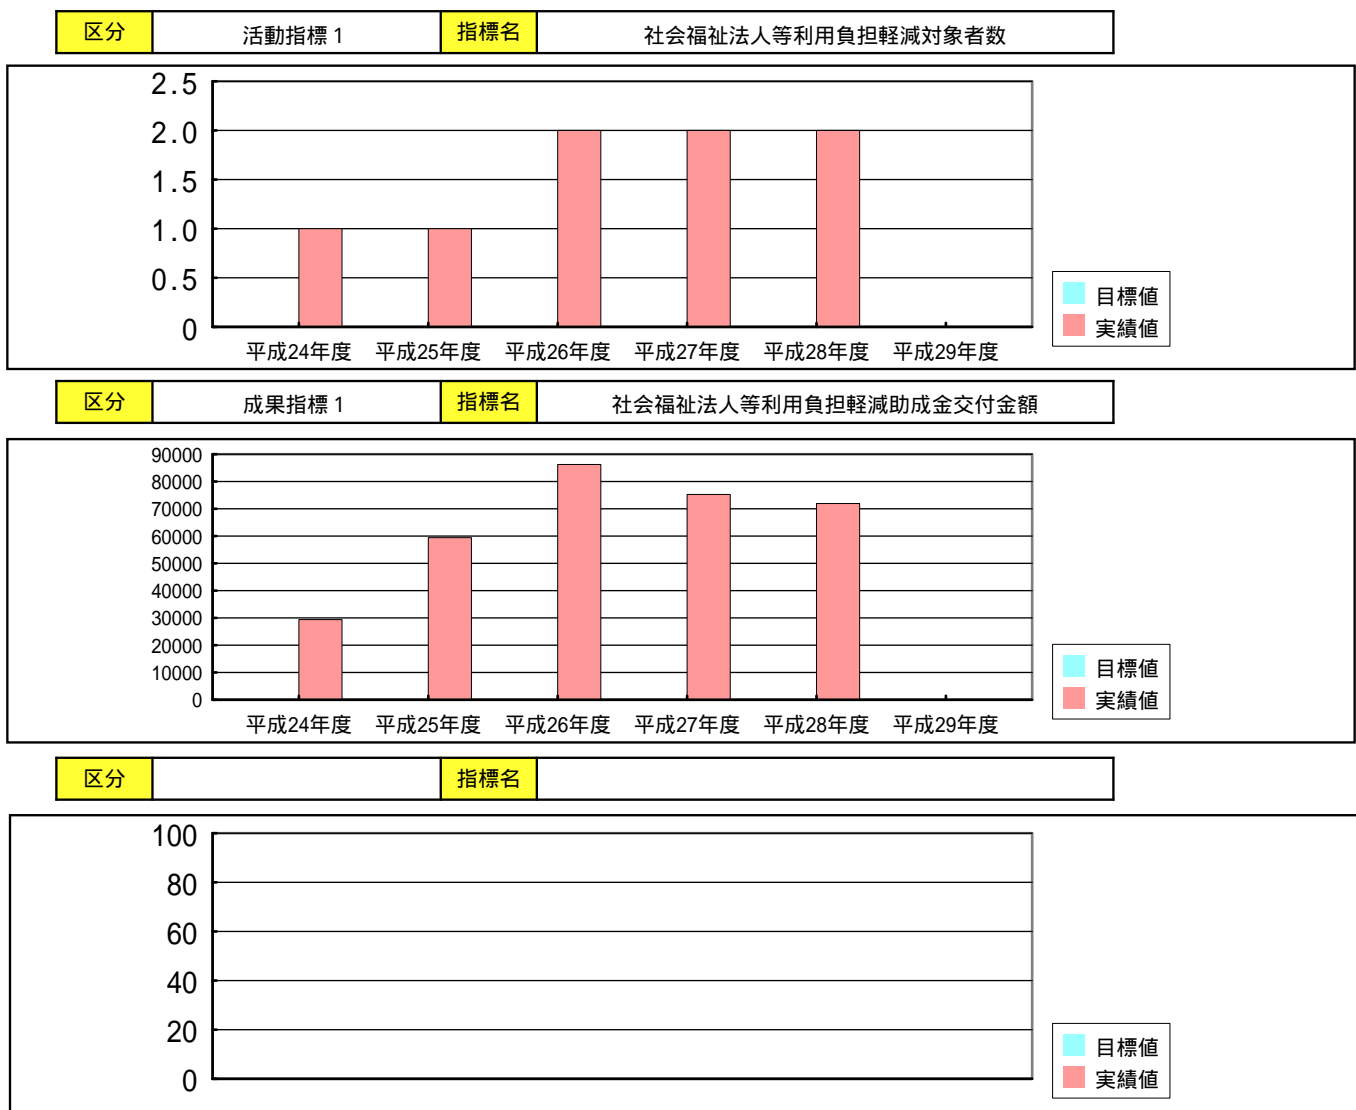 区分 活動指標１ 指標名 社会福祉法人等利用負担軽減対象者数
2.5
2.0
1.5
1.0
0.5
0
平成24年度 平成25年度 平成26年度 平成27年度 平成28年度 平成29年度
目標値
実績値
区分 成果指標１ 指標名 社会福祉法人等利用負担軽減助成金交付金額
90000
80000
70000
60000
50000
40000
30000
20000
10000
0
平成24年度 平成25年度 平成26年度 平成27年度 平成28年度 平成29年度
目標値
実績値
区分 指標名
100
80
60
40
20
0
目標値
実績値